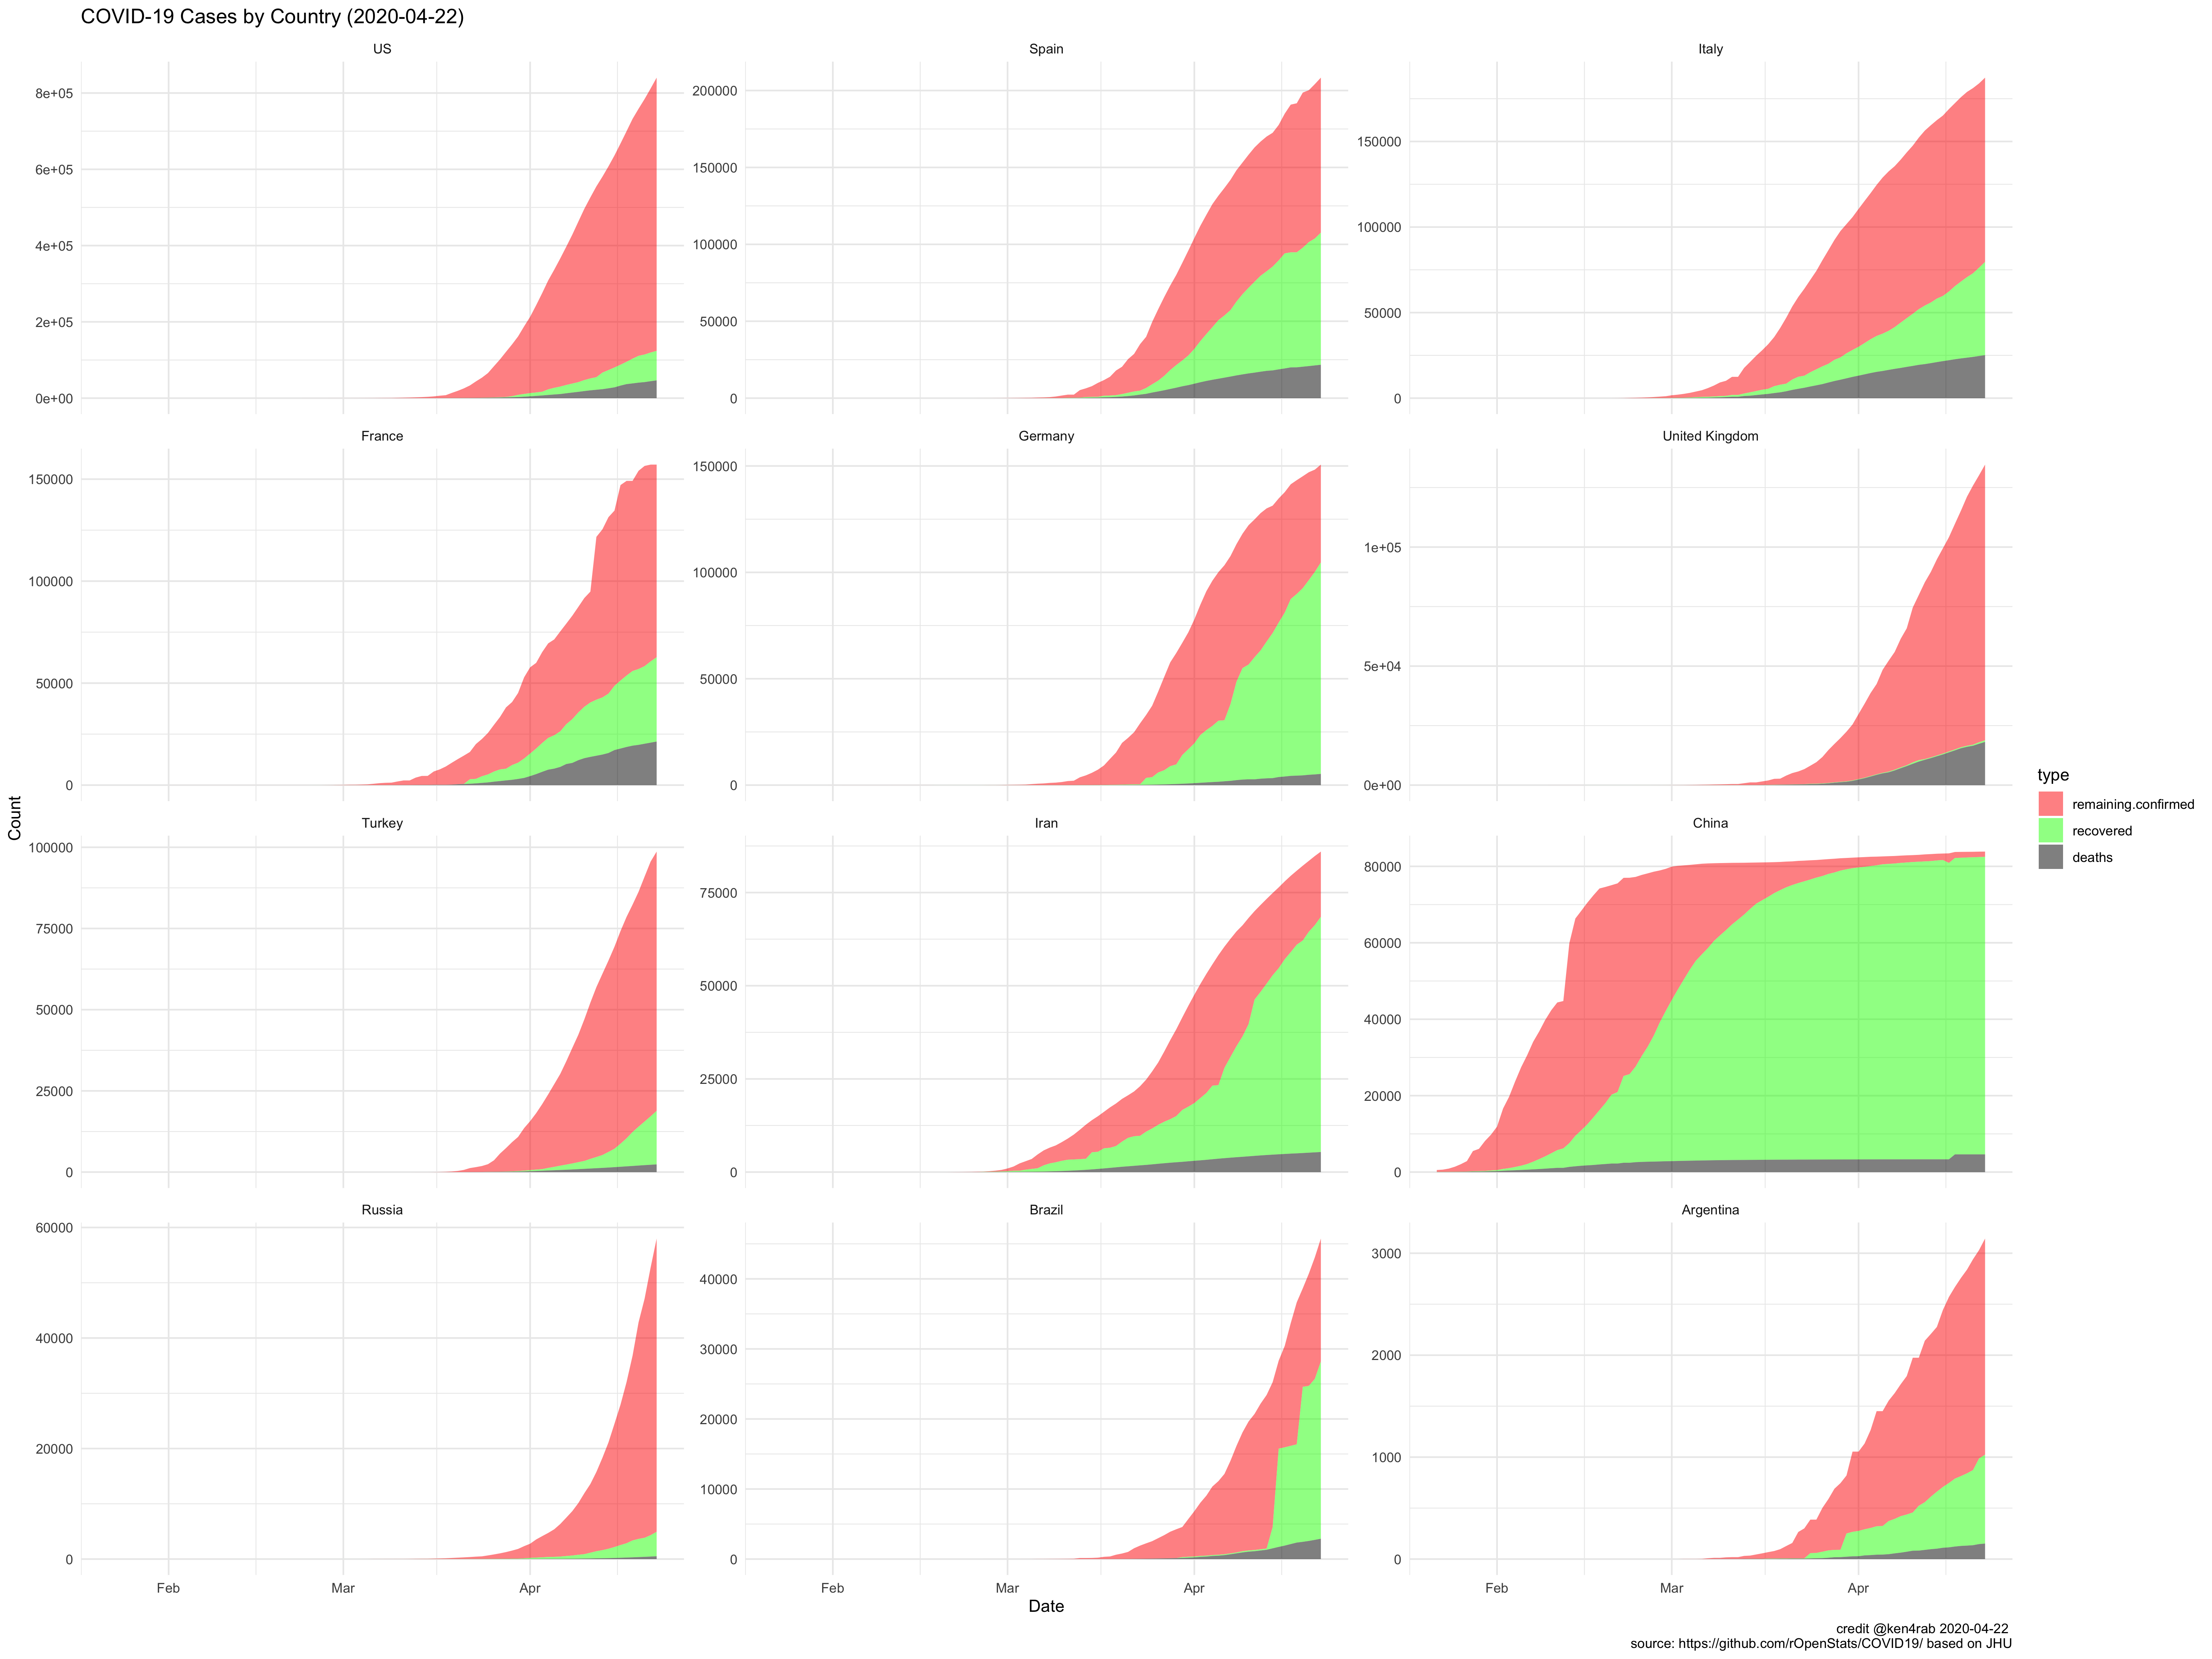 COVID-19 Cases by Country (2020-04-22)
US
Spain
Italy
8e+05
6e+05
4e+05
2e+05
0e+00
200000
150000
100000
50000
0
150000
100000
50000
0
France
Germany
United Kingdom
150000
100000
50000
0
150000
100000
50000
0
1e+05
5e+04
0e+00
Turkey
Iran
China
100000
75000
50000
25000
0
75000
50000
25000
0
80000
60000
40000
20000
0
Russia
Brazil
Argentina
60000
40000
20000
0
40000
30000
20000
10000
0
3000
2000
1000
0
Feb
Mar
Apr
Feb
Mar
Apr
Feb
Mar
Apr
Count
Date
type
remaining.confirmed
recovered
deaths
credit @ken4rab 2020-04-22
source: https://github.com/rOpenStats/COVID19/ based on JHU